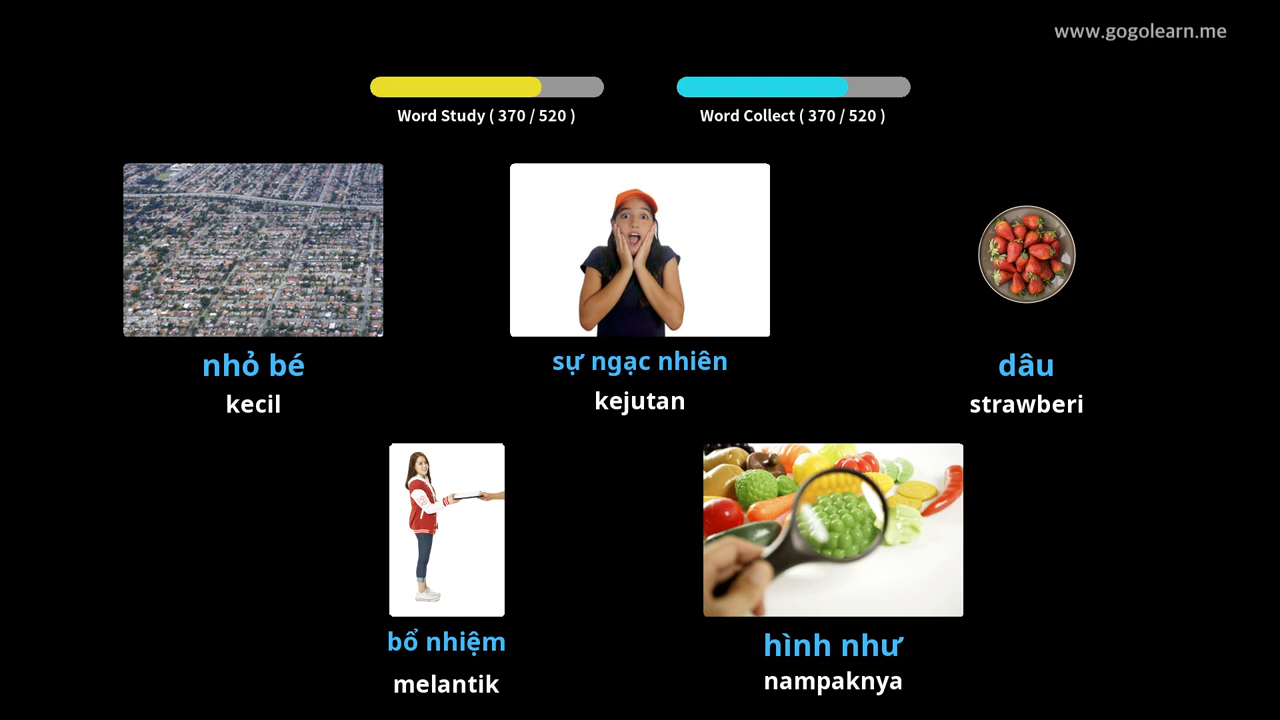 www.gogolearn.me
Word Study ( 370 / 520 )
Word Collect ( 370 / 520 )
nhỏ bé
kecil
sự ngạc nhiên
kejutan
dâu
strawberi
bổ nhiệm
melantik
hình như
nampaknya